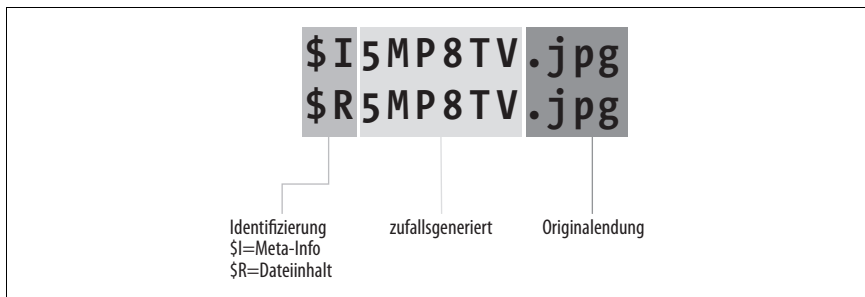 $I5MP8TV.jpg
$R5MP8TV.jpg
Identifizierung
$I=Meta-Info
$R=Dateiinhalt
zufallsgeneriert
Originalendung